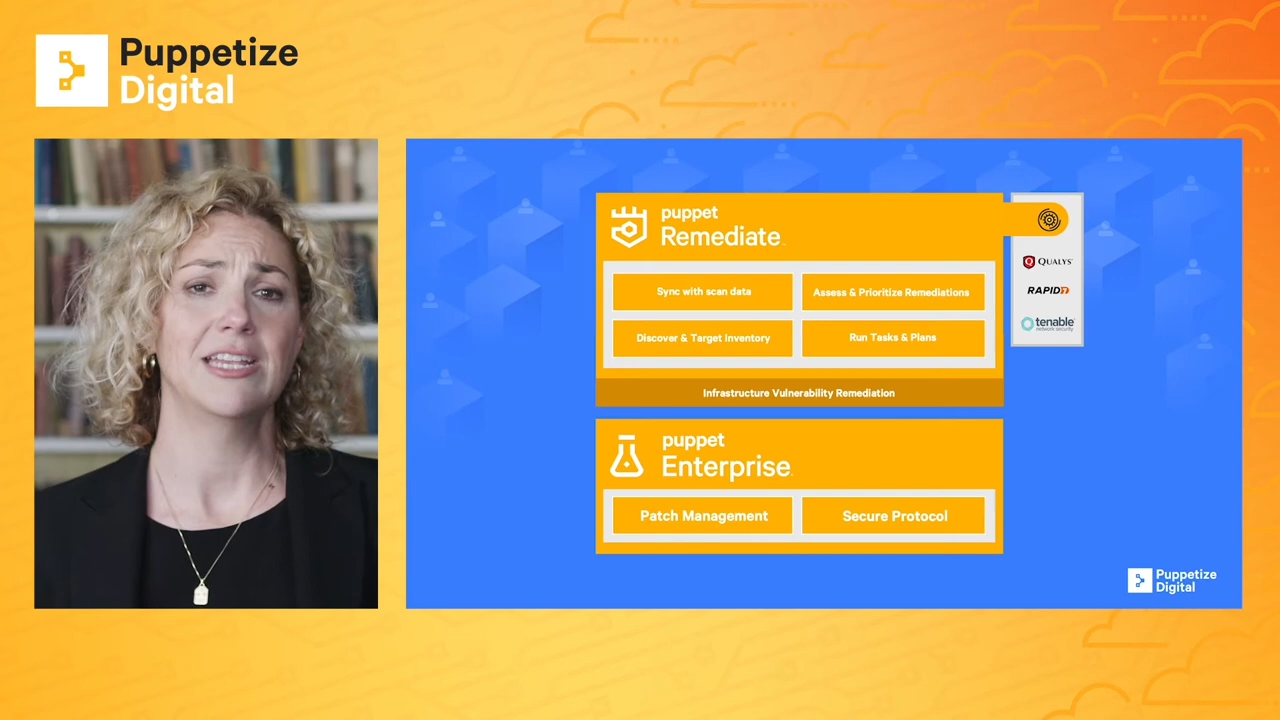 Puppetize
Digital
puppet
Remediate
Sync with scan data
Assess & Prioritize Remediations
Discover & Target Inventory
Run Tasks & Plans
Infrastructure Vulnerability Remediation
QUALYS
RAPID7
tenable
network security
puppet
Enterprise
Patch Management
Secure Protocol
Puppetize
Digital